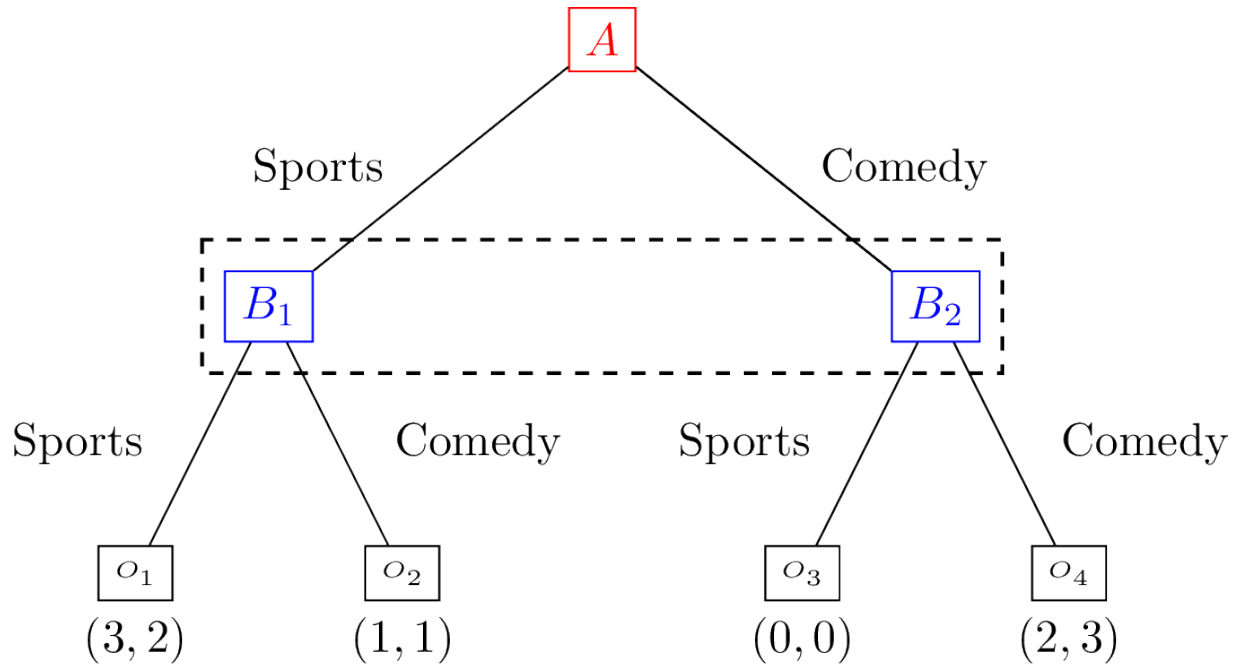 A
Sports Comedy
B₁ B₂
Sports Comedy Sports Comedy
o₁ o₂ o₃ o₄
(3, 2) (1, 1) (0, 0) (2, 3)